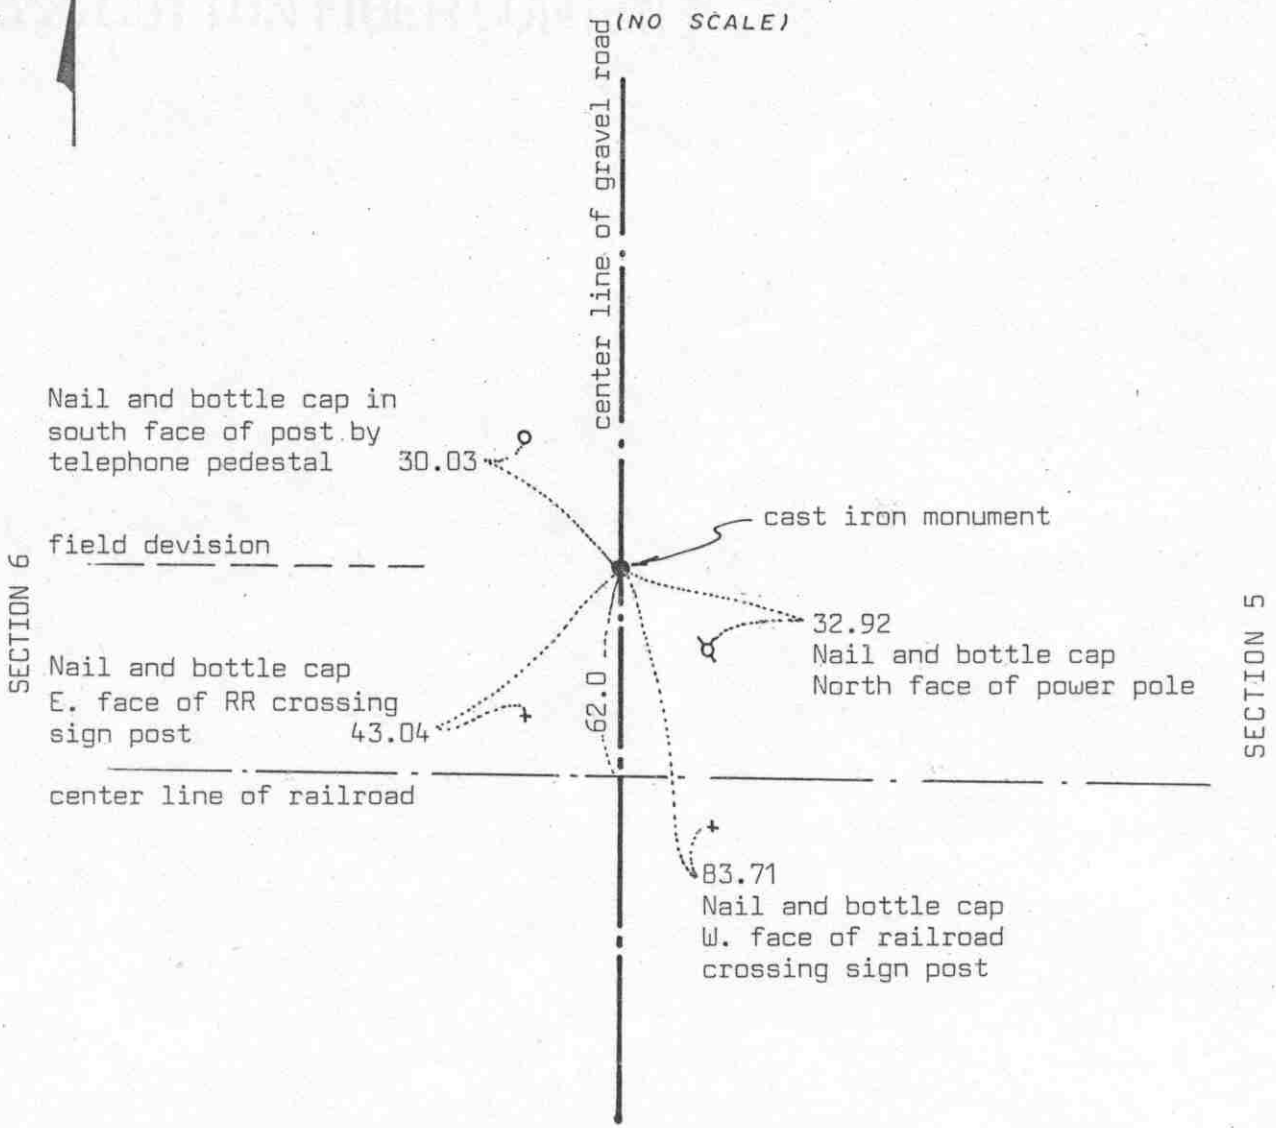 (NO SCALE)
center line of gravel road
Nail and bottle cap in
south face of post by
telephone pedestal 30.03
cast iron monument
field devision
SECTION 6
32.92
Nail and bottle cap
North face of power pole
SECTION 5
Nail and bottle cap
E. face of RR crossing
sign post 43.04
62.0
center line of railroad
83.71
Nail and bottle cap
W. face of railroad
crossing sign post